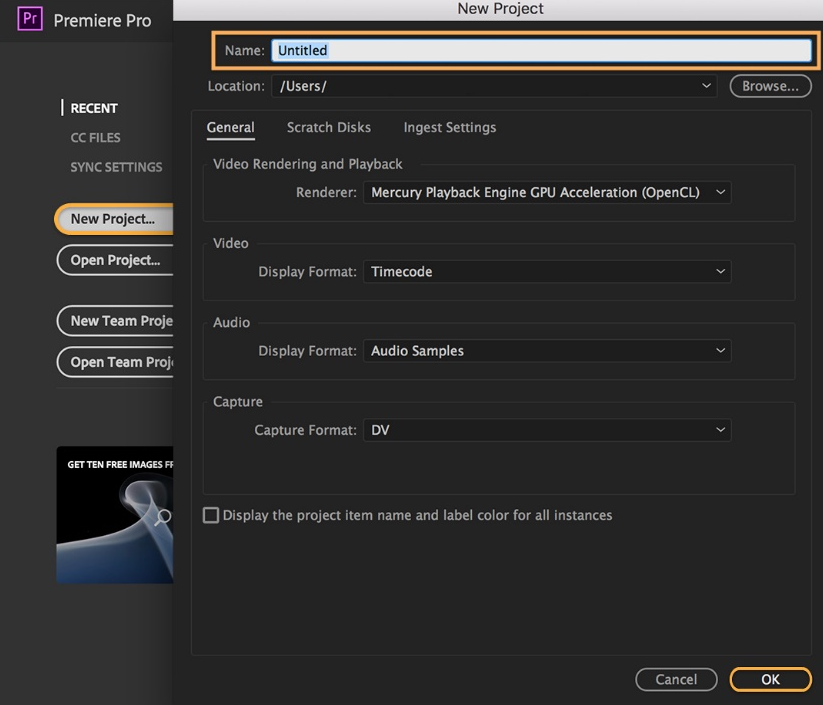 Pr Premiere Pro
New Project
Name: Untitled
Location: /Users/ Browse...
RECENT
CC FILES
SYNC SETTINGS
New Project...
Open Project...
New Team Proje
Open Team Proj
GET TEN FREE IMAGES FR
General Scratch Disks Ingest Settings
Video Rendering and Playback
Renderer: Mercury Playback Engine GPU Acceleration (OpenCL)
Video
Display Format: Timecode
Audio
Display Format: Audio Samples
Capture
Capture Format: DV
Display the project item name and label color for all instances
Cancel OK